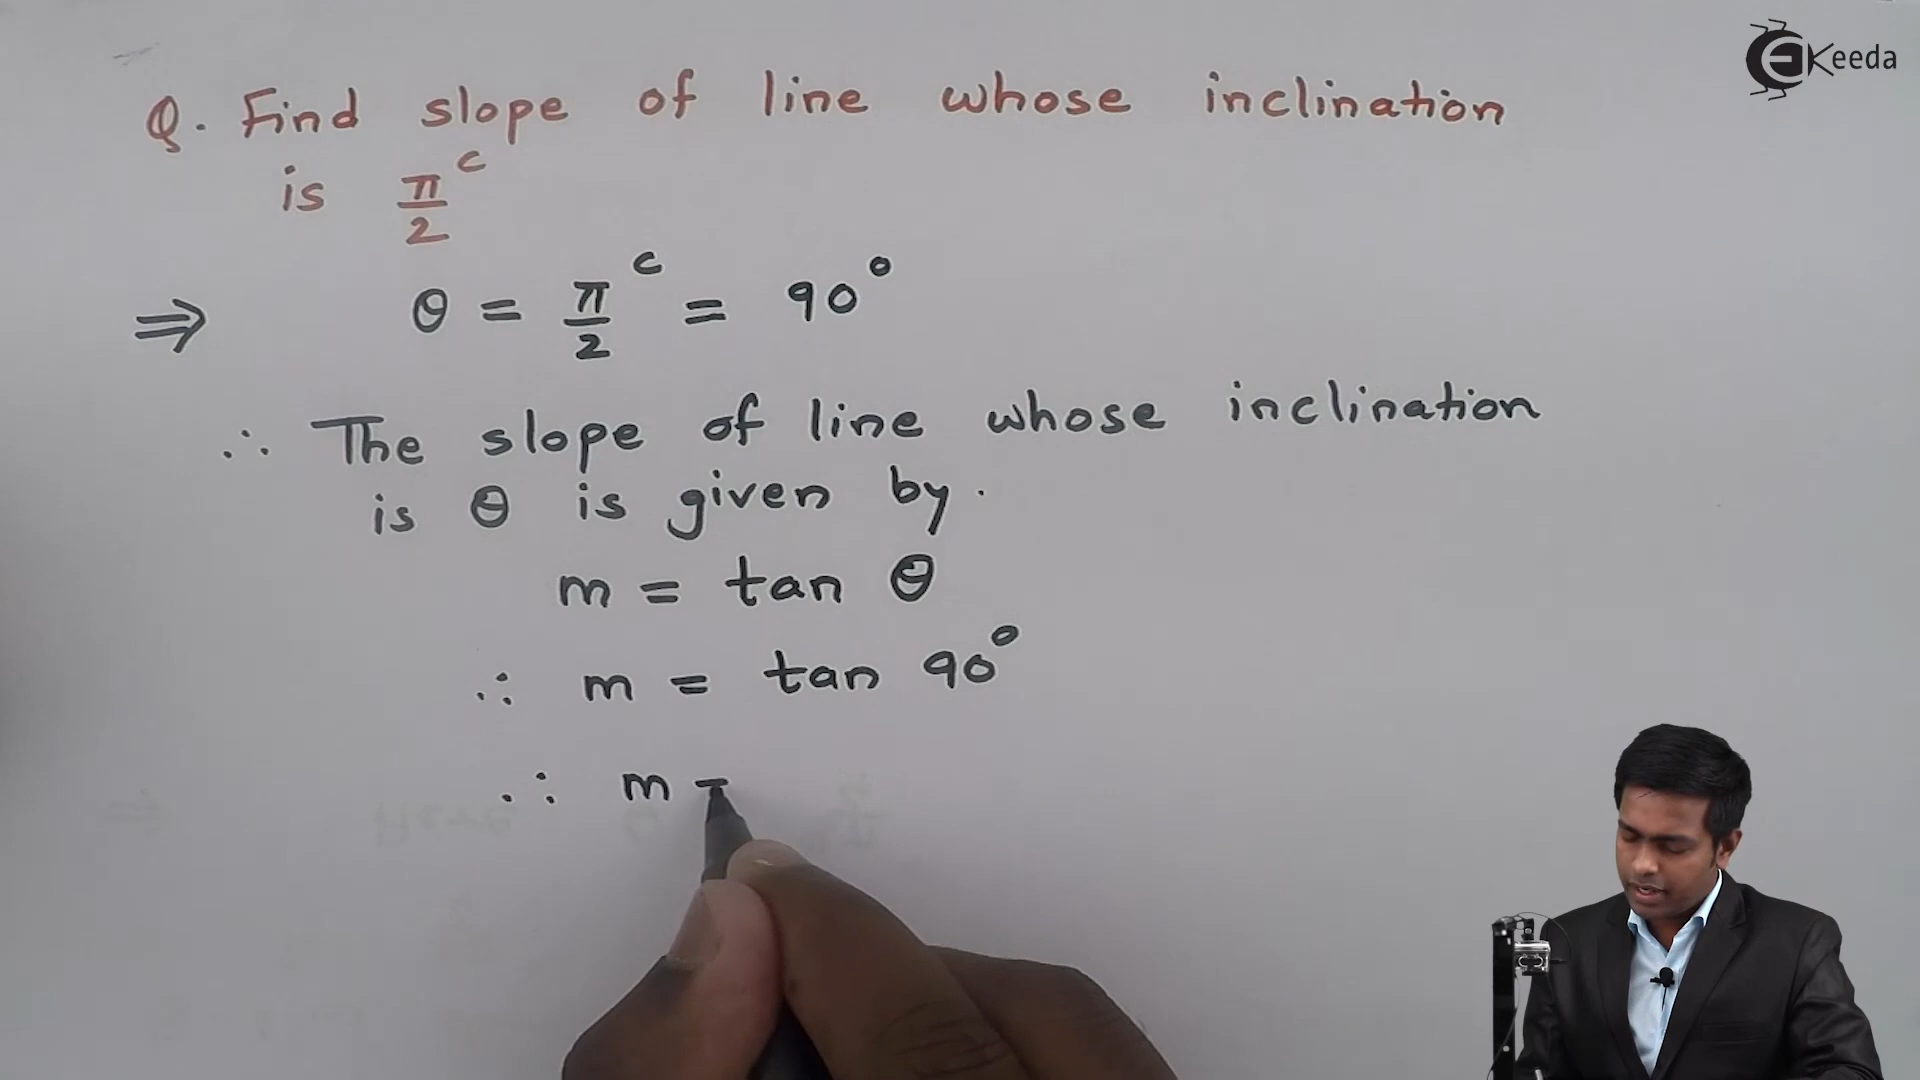 Keeda
Q. Find slope of line whose inclination
is π/2 ᶜ
⇒ θ = π/2 ᶜ = 90°
∴ The slope of line whose inclination
is θ is given by.
m = tan θ
∴ m = tan 90°
∴ m =